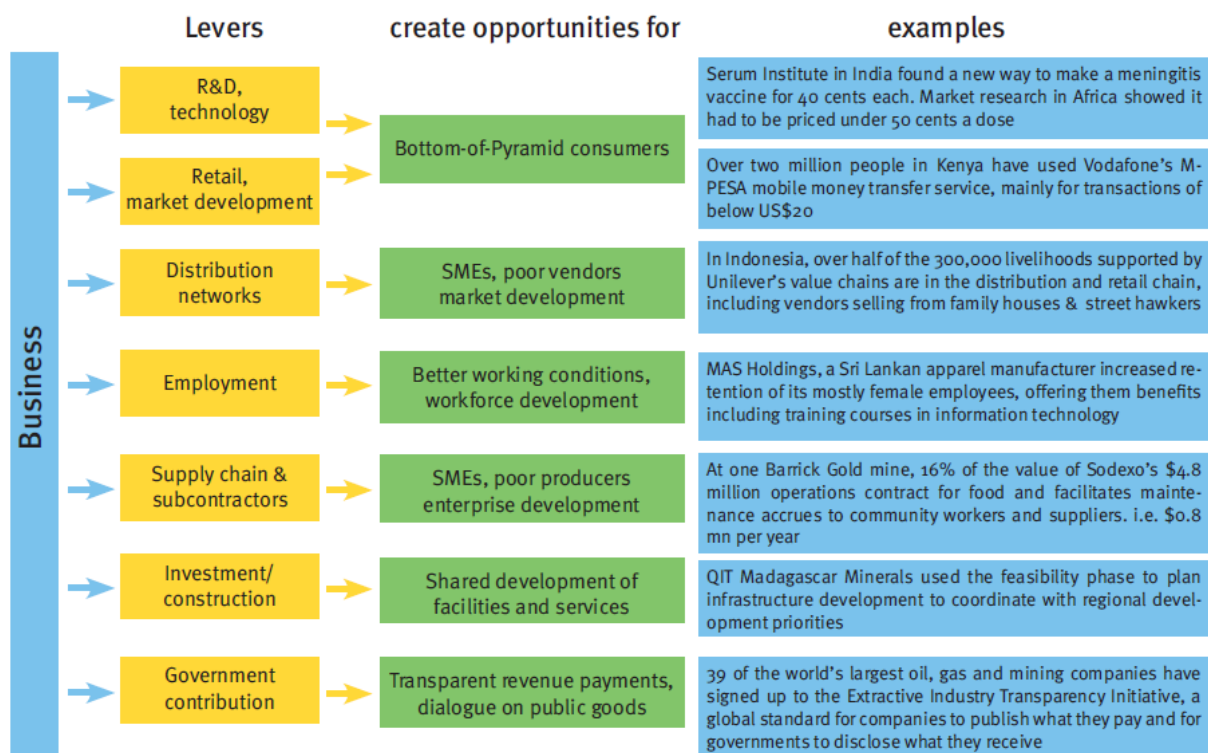 Levers
create opportunities for
examples
Business
R&D,
technology
Retail,
market development
Bottom-of-Pyramid consumers
Serum Institute in India found a new way to make a meningitis
vaccine for 40 cents each. Market research in Africa showed it
had to be priced under 50 cents a dose
Over two million people in Kenya have used Vodafone's M-
PESA mobile money transfer service, mainly for transactions of
below US$20
Distribution
networks
SMEs, poor vendors
market development
In Indonesia, over half of the 300,000 livelihoods supported by
Unilever's value chains are in the distribution and retail chain,
including vendors selling from family houses & street hawkers
Employment
Better working conditions,
workforce development
MAS Holdings, a Sri Lankan apparel manufacturer increased re-
tention of its mostly female employees, offering them benefits
including training courses in information technology
Supply chain &
subcontractors
SMEs, poor producers
enterprise development
At one Barrick Gold mine, 16% of the value of Sodexo's $4.8
million operations contract for food and facilitates mainte-
nance accrues to community workers and suppliers. i.e. $0.8
mn per year
Investment/
construction
Shared development of
facilities and services
QIT Madagascar Minerals used the feasibility phase to plan
infrastructure development to coordinate with regional devel-
opment priorities
Government
contribution
Transparent revenue payments,
dialogue on public goods
39 of the world's largest oil, gas and mining companies have
signed up to the Extractive Industry Transparency Initiative, a
global standard for companies to publish what they pay and for
governments to disclose what they receive